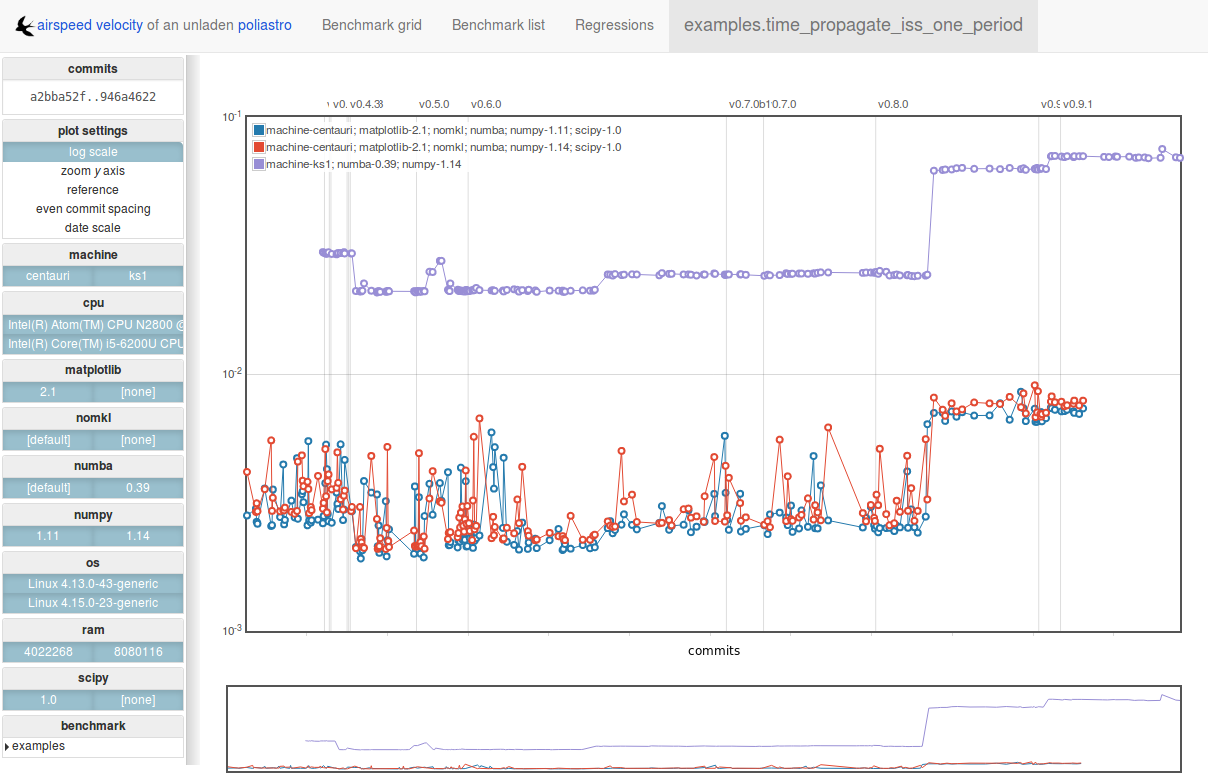 airspeed velocity of an unladen poliastro
Benchmark grid
Benchmark list
Regressions
examples.time_propagate_iss_one_period
commits
a2bba52f..946a4622
plot settings
log scale
zoom y axis
reference
even commit spacing
date scale
machine
centauri ks1
cpu
Intel(R) Atom(TM) CPU N2800 @
Intel(R) Core(TM) i5-6200U CPU
matplotlib
2.1 [none]
nomkl
[default] [none]
numba
[default] 0.39
numpy
1.11 1.14
os
Linux 4.13.0-43-generic
Linux 4.15.0-23-generic
ram
4022268 8080116
scipy
1.0 [none]
benchmark
examples
v0.5.0 v0.6.0 v0.8.0 v0.9.1
10-1
machine-centauri; matplotlib-2.1; nomkl; numba; numpy-1.11; scipy-1.0
machine-centauri; matplotlib-2.1; nomkl; numba; numpy-1.14; scipy-1.0
machine-ks1; numba-0.39; numpy-1.14
10-2
10-3
commits